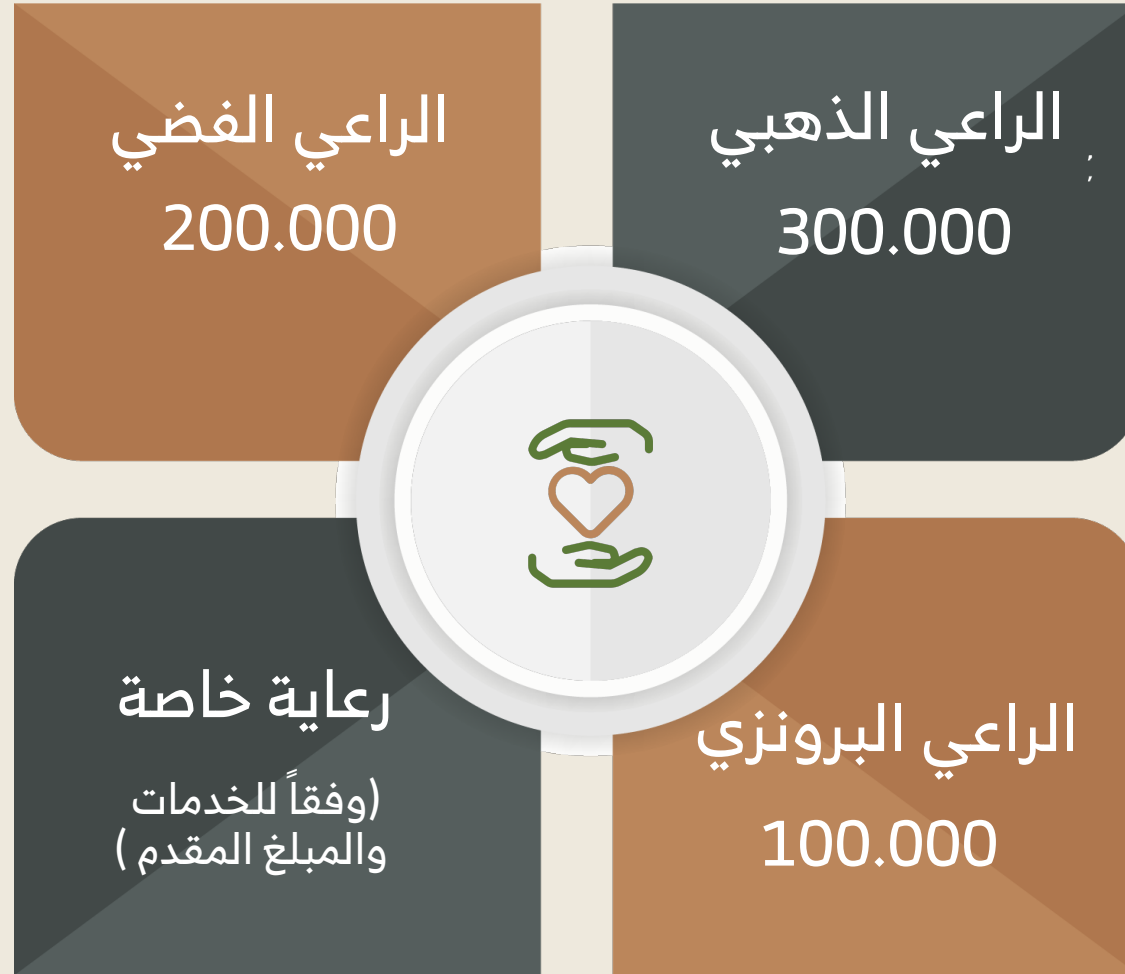 الراعي الذهبي
300.000
الراعي الفضي
200.000
الراعي البرونزي
100.000
رعاية خاصة
(وفقاً للخدمات
والمبلغ المقدم )